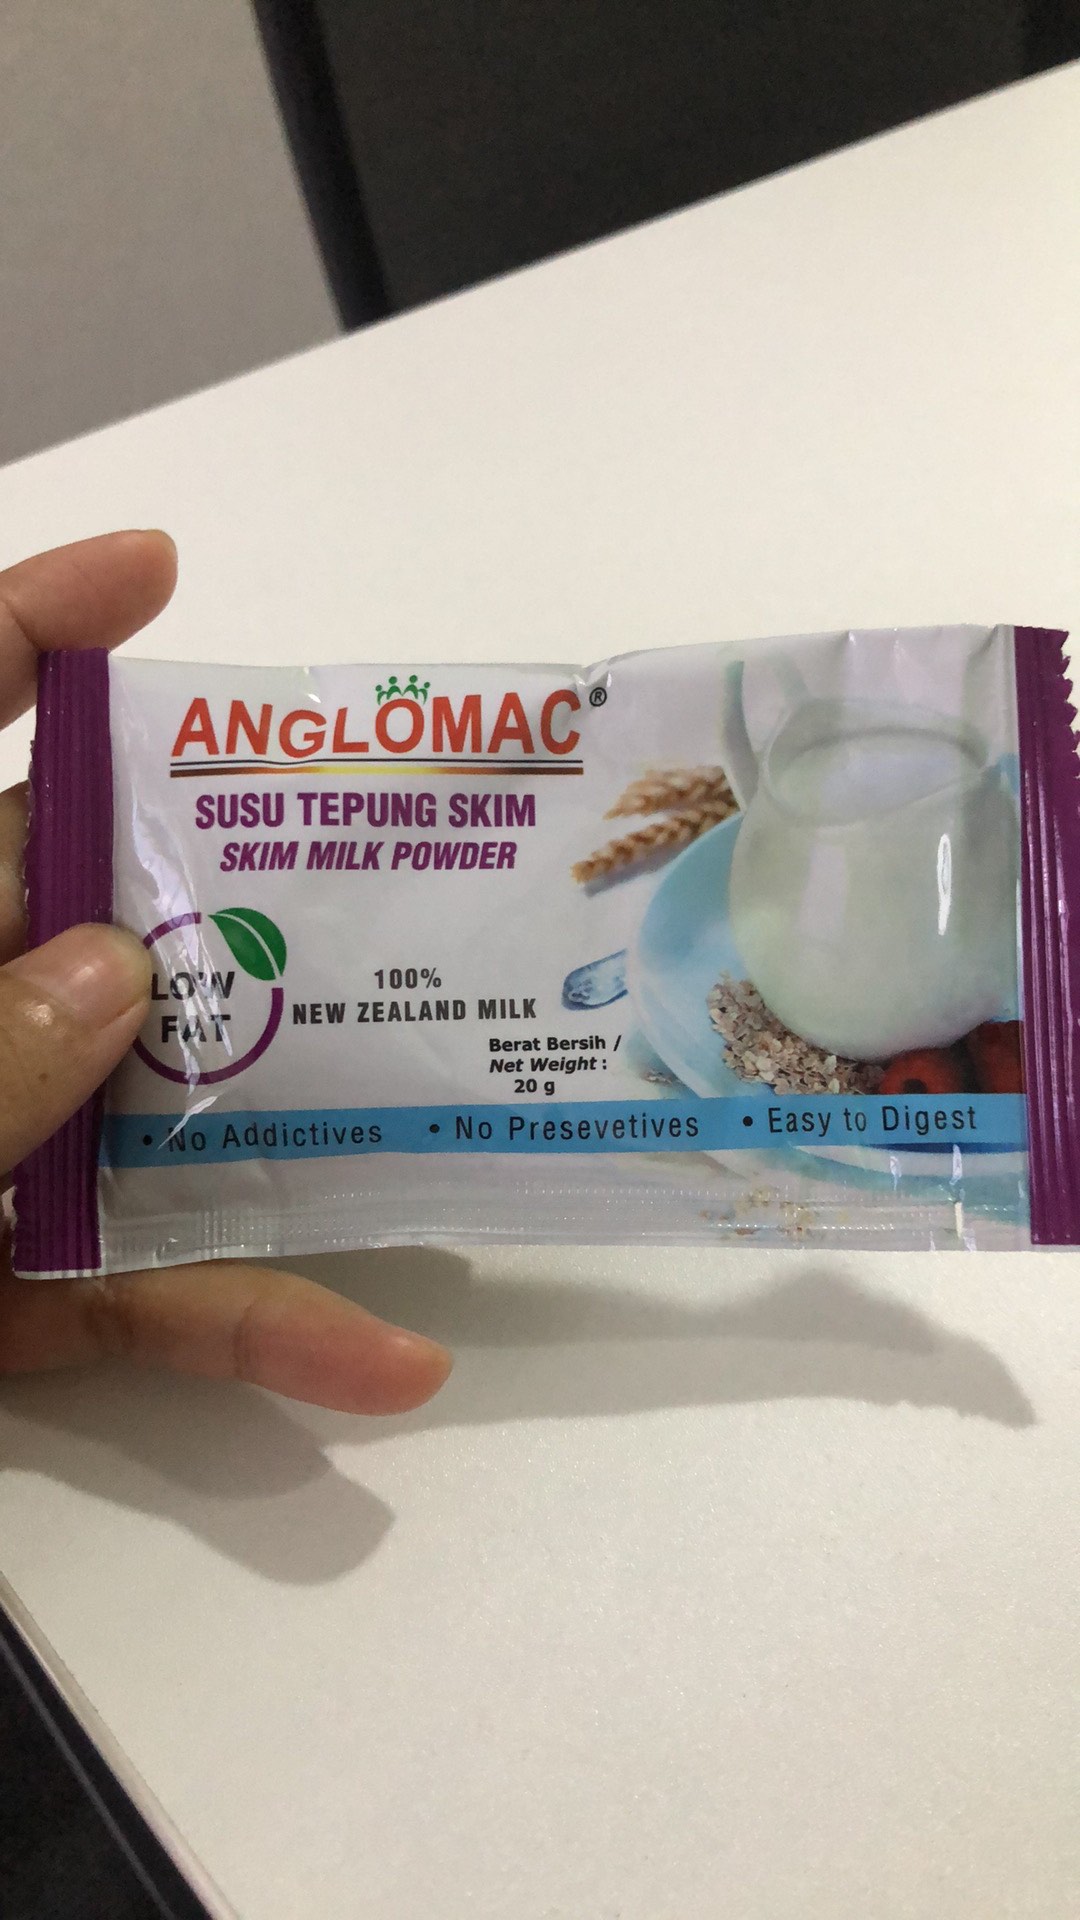 ANGLOMAC®
SUSU TEPUNG SKIM
SKIM MILK POWDER
LOW
FAT
100%
NEW ZEALAND MILK
Berat Bersih /
Net Weight :
20 g
• No Addictives • No Presevetives • Easy to Digest